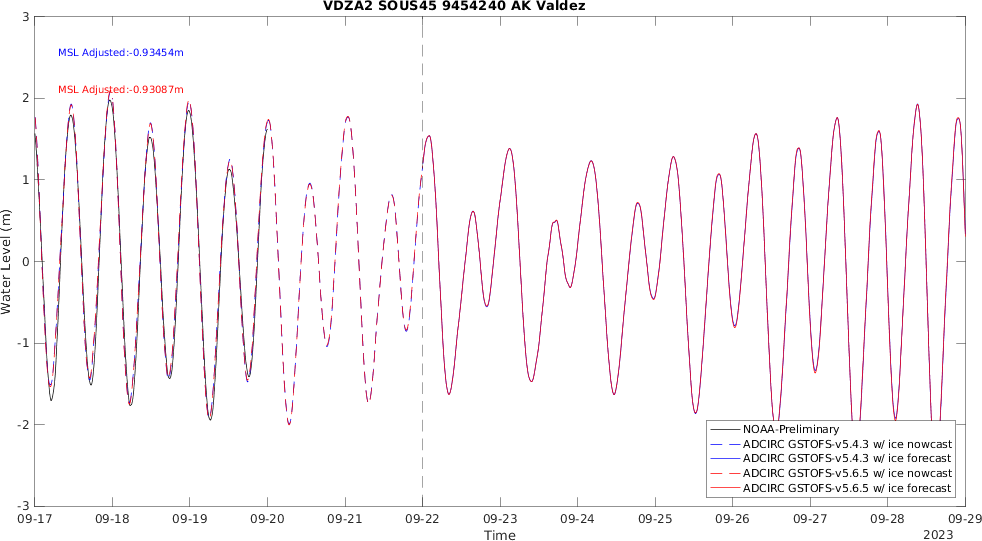 VDZA2 SOUS45 9454240 AK Valdez
MSL Adjusted:-0.93454m
MSL Adjusted:-0.93087m
Water Level (m)
3
2
1
0
-1
-2
-3
NOAA-Preliminary
ADCIRC GSTOFS-v5.4.3 w/ ice nowcast
ADCIRC GSTOFS-v5.4.3 w/ ice forecast
ADCIRC GSTOFS-v5.6.5 w/ ice nowcast
ADCIRC GSTOFS-v5.6.5 w/ ice forecast
09-17 09-18 09-19 09-20 09-21 09-22 09-23 09-24 09-25 09-26 09-27 09-28 09-29
Time
2023